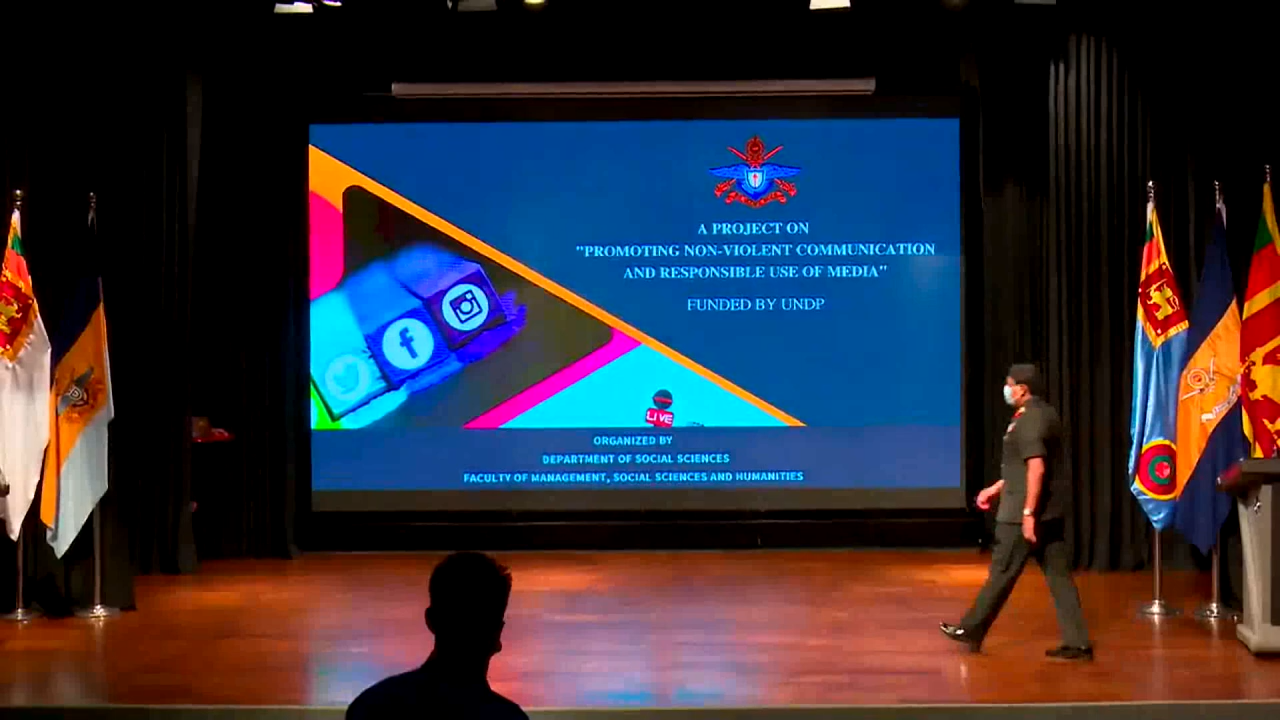 A PROJECT ON
"PROMOTING NON-VIOLENT COMMUNICATION
AND RESPONSIBLE USE OF MEDIA"
FUNDED BY UNDP
LIVE
ORGANIZED BY
DEPARTMENT OF SOCIAL SCIENCES
FACULTY OF MANAGEMENT, SOCIAL SCIENCES AND HUMANITIES